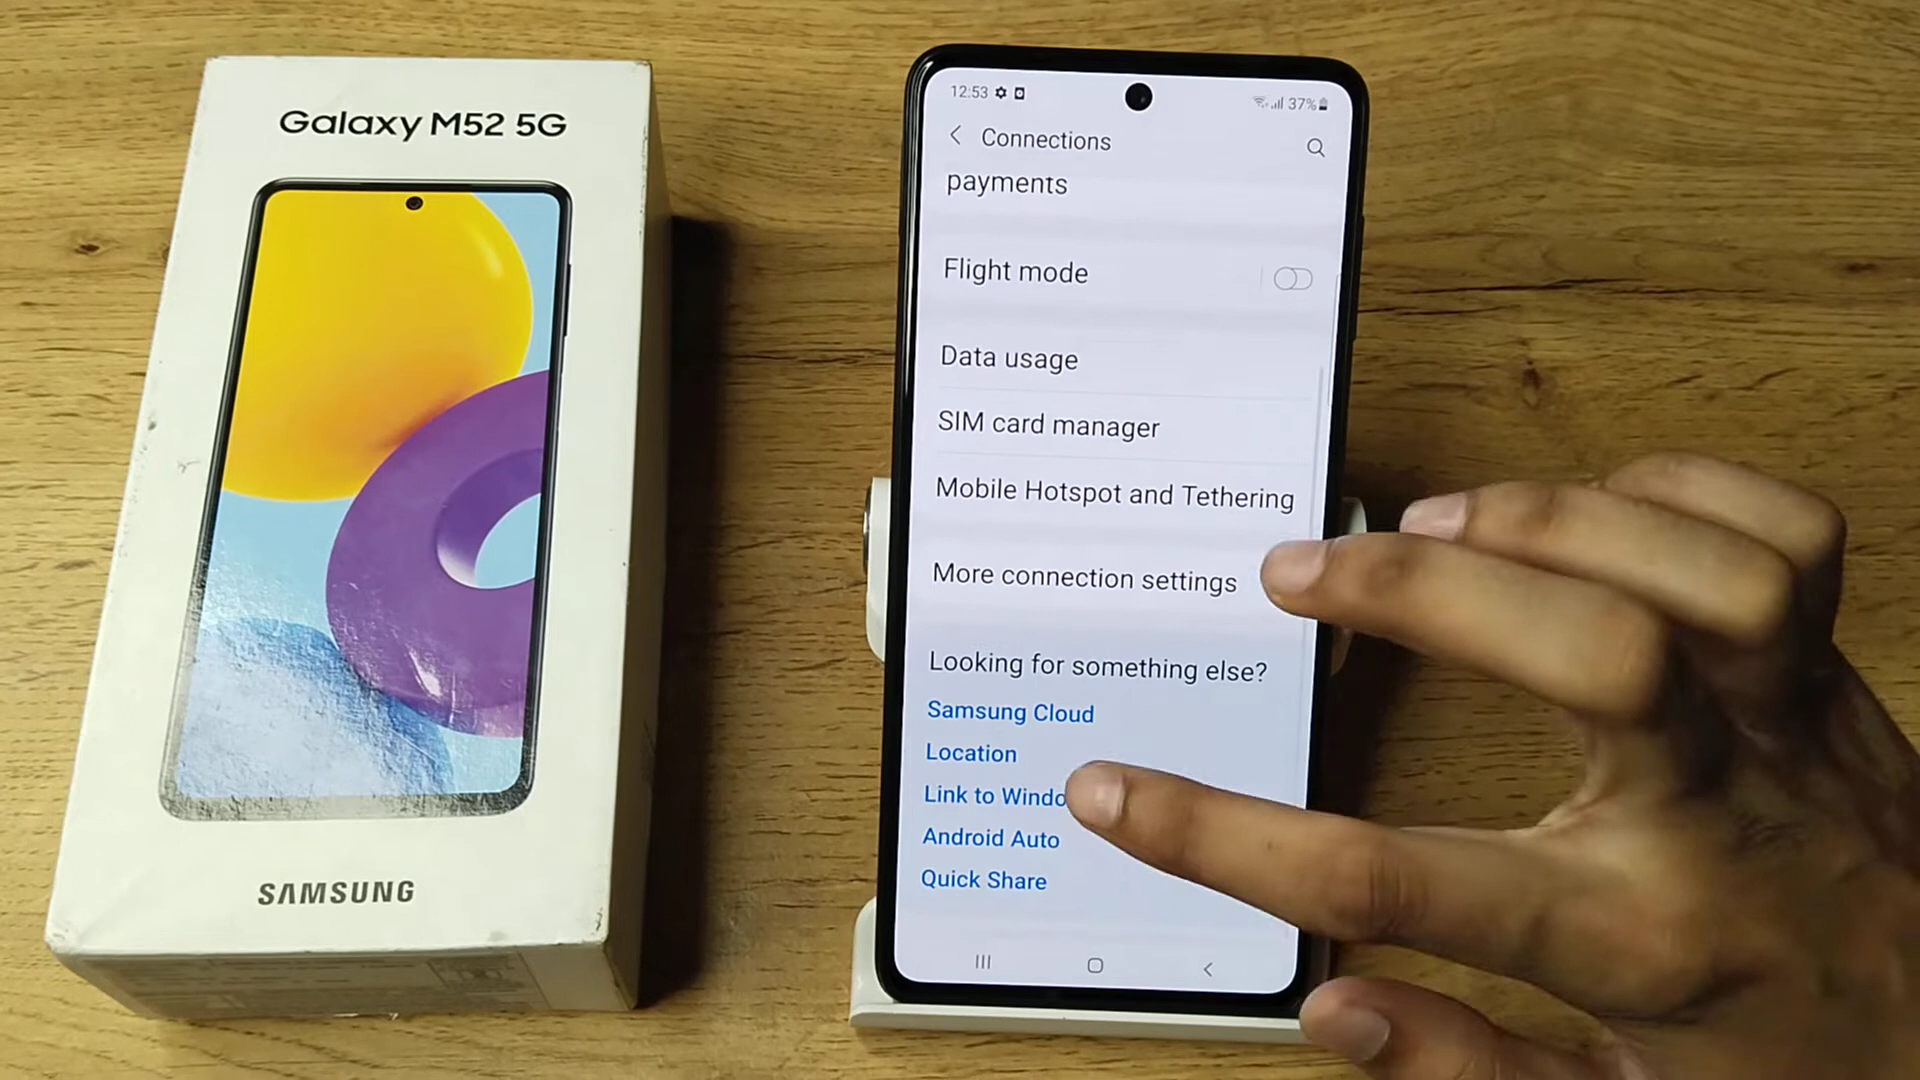 Galaxy M52 5G
SAMSUNG
12:53
37%
Connections
payments
Flight mode
Data usage
SIM card manager
Mobile Hotspot and Tethering
More connection settings
Looking for something else?
Samsung Cloud
Location
Link to Windo
Android Auto
Quick Share